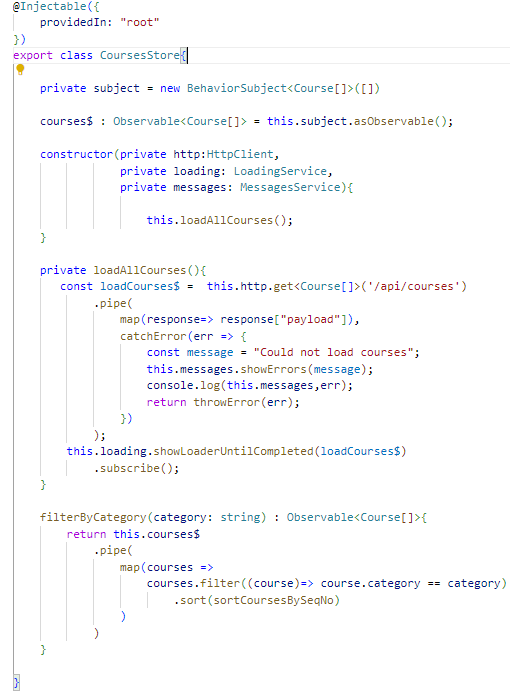 @Injectable({
    providedIn: "root"
})
export class CoursesStore{
    private subject = new BehaviorSubject<Course[]>([])
    courses$ : Observable<Course[]> = this.subject.asObservable();
    constructor(private http:HttpClient,
                private loading: LoadingService,
                private messages: MessagesService){
                    this.loadAllCourses();
    }
    private loadAllCourses(){
       const loadCourses$ =  this.http.get<Course[]>('/api/courses')
            .pipe(
                map(response=> response["payload"]),
                catchError(err => {
                    const message = "Could not load courses";
                    this.messages.showErrors(message);
                    console.log(this.messages,err);
                    return throwError(err);
                })
            );
        this.loading.showLoaderUntilCompleted(loadCourses$)
            .subscribe();
    }
    filterByCategory(category: string) : Observable<Course[]>{
        return this.courses$
            .pipe(
                map(courses =>
                    courses.filter((course)=> course.category == category)
                        .sort(sortCoursesBySeqNo)
                )
            )
    }
}